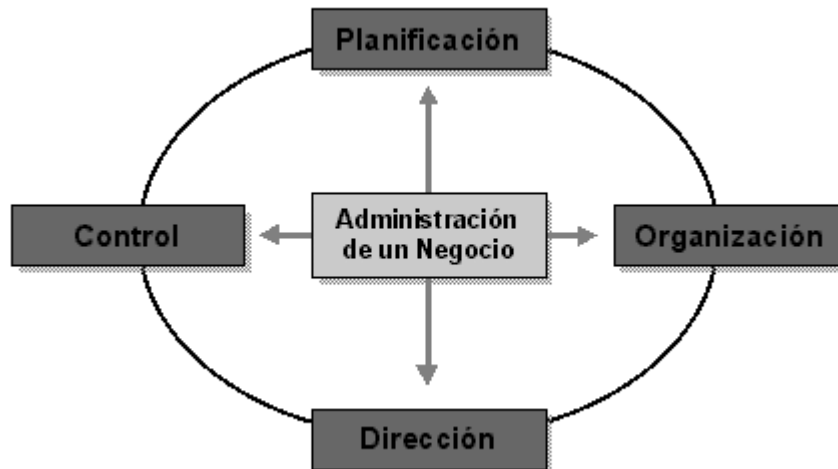 Planificación
Control
Administración
de un Negocio
Organización
Dirección